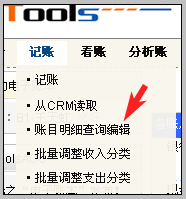 Tools
记账 看账 分析账
• 记账
• 从CRM读取
• 账目明细查询编辑
• 批量调整收入分类
• 批量调整支出分类